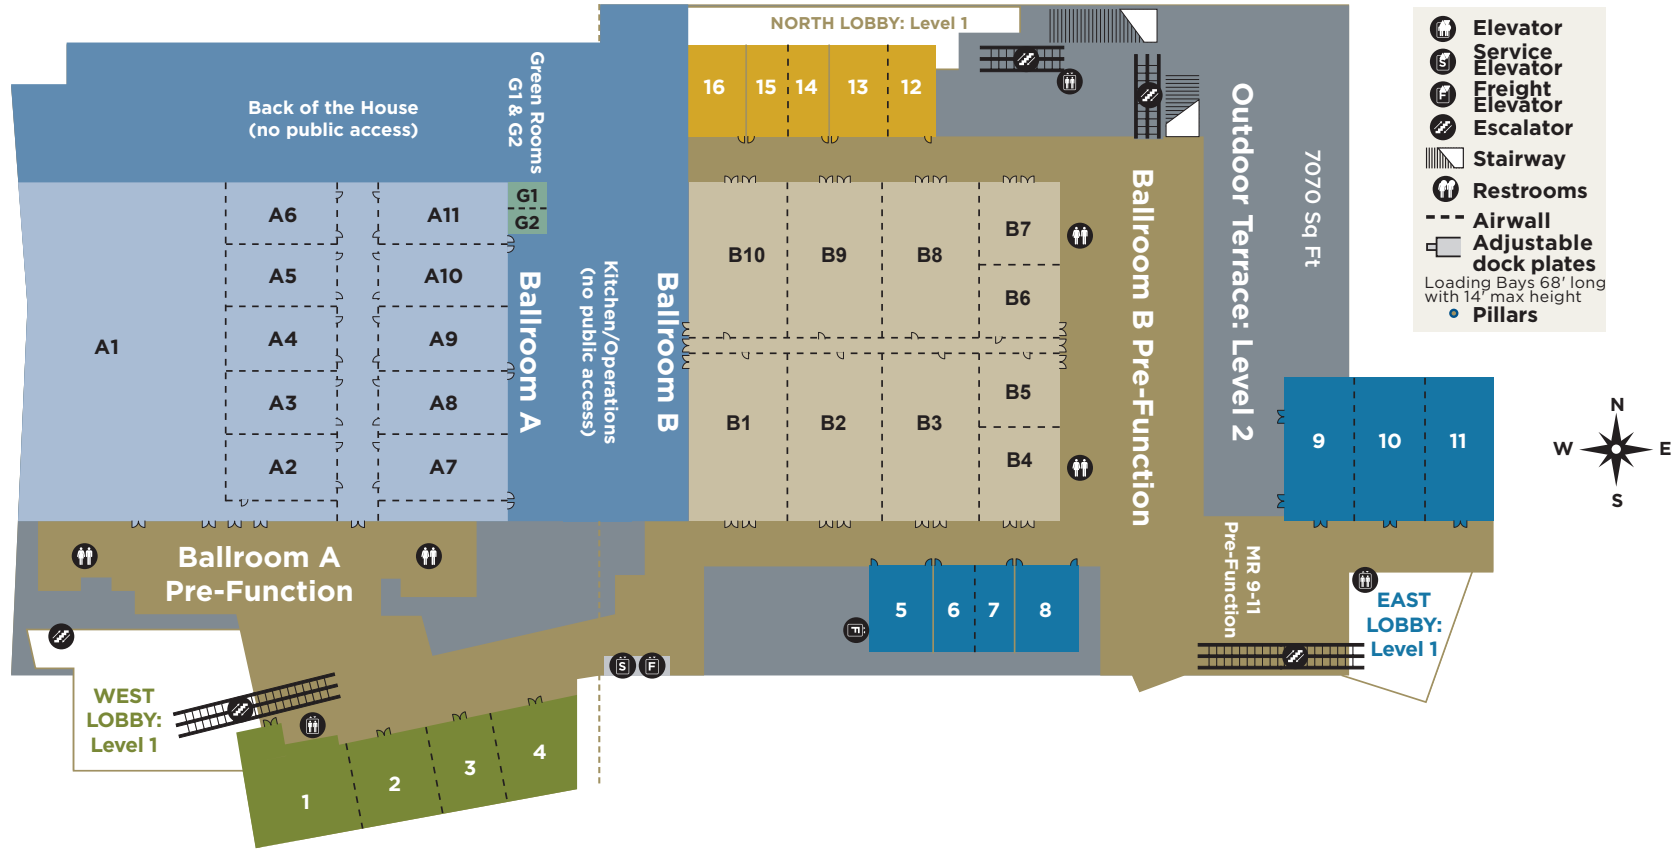 NORTH LOBBY: Level 1
16
15
14
13
12
Back of the House
(no public access)
Green Rooms
G1 & G2
G1
G2
A1
A6
A5
A4
A3
A2
A11
A10
A9
A8
A7
Ballroom A
Kitchen/Operations
(no public access)
Ballroom B
B10
B9
B8
B7
B6
B1
B2
B3
B5
B4
Ballroom B Pre-Function
Outdoor Terrace: Level 2
7070 Sq Ft
9
10
11
MR 9-11
Pre-Function
EAST
LOBBY:
Level 1
5
6
7
8
F
S
F
Ballroom A
Pre-Function
WEST
LOBBY:
Level 1
1
2
3
4
Elevator
S
Service
Elevator
F
Freight
Elevator
Escalator
Stairway
Restrooms
Airwall
Adjustable
dock plates
Loading Bays 68' long
with 14' max height
Pillars
N
W
E
S